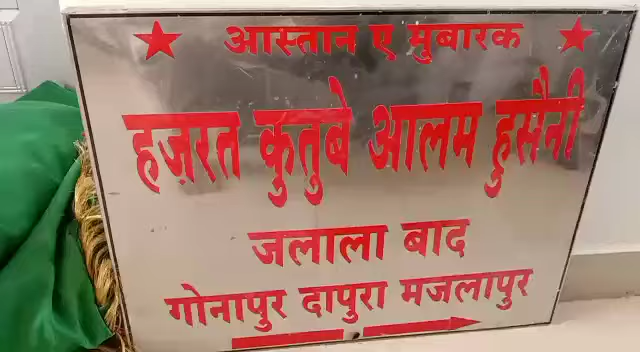 आस्तान ए मुबारक
हज़रत कुतुबे आलम हुसैनी
जलाला बाद
गोनापुर दापुरा मजलापुर